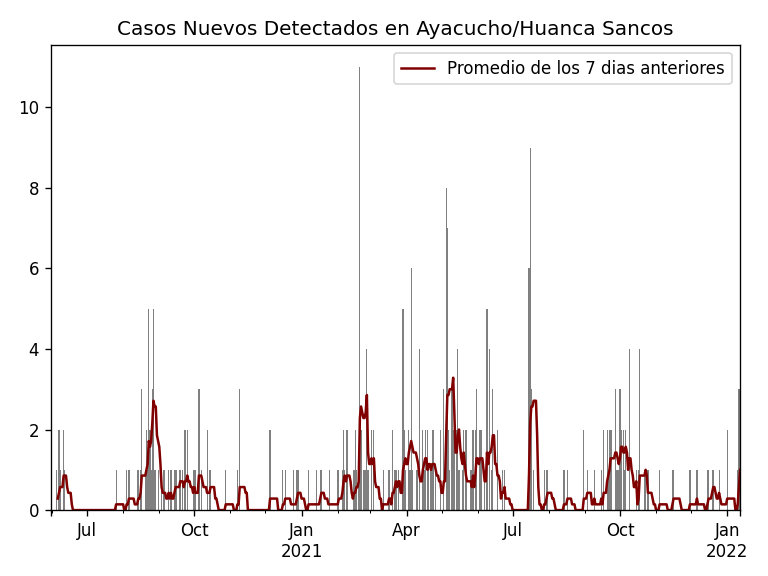 Casos Nuevos Detectados en Ayacucho/Huanca Sancos
Promedio de los 7 dias anteriores
10
8
6
4
2
0
Jul Oct Jan Apr Jul Oct Jan
2021 2022